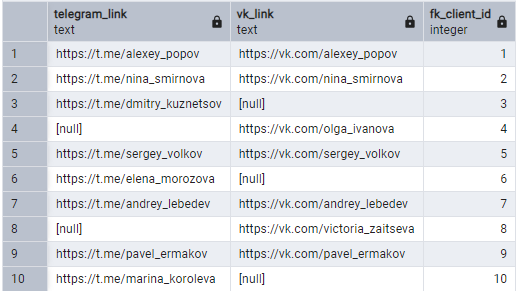 telegram_link vk_link fk_client_id
text text integer
1 https://t.me/alexey_popov https://vk.com/alexey_popov 1
2 https://t.me/nina_smirnova https://vk.com/nina_smirnova 2
3 https://t.me/dmitry_kuznetsov [null] 3
4 [null] https://vk.com/olga_ivanova 4
5 https://t.me/sergey_volkov https://vk.com/sergey_volkov 5
6 https://t.me/elena_morozova [null] 6
7 https://t.me/andrey_lebedev https://vk.com/andrey_lebedev 7
8 [null] https://vk.com/victoria_zaitseva 8
9 https://t.me/pavel_ermakov https://vk.com/pavel_ermakov 9
10 https://t.me/marina_koroleva [null] 10